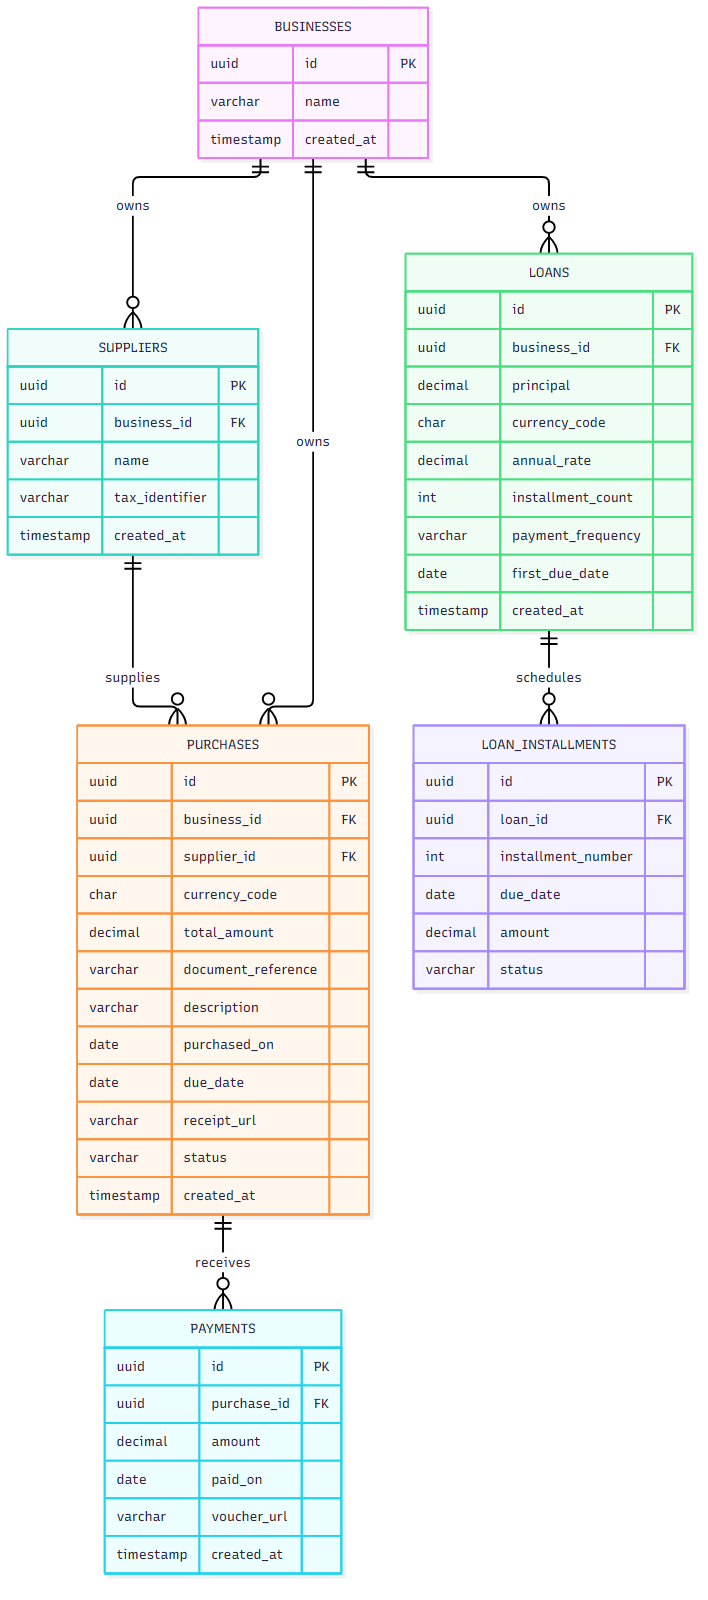 BUSINESSES
uuid id PK
varchar name
timestamp created_at
owns
owns
SUPPLIERS
uuid id PK
uuid business_id FK
varchar name
varchar tax_identifier
timestamp created_at
LOANS
uuid id PK
uuid business_id FK
decimal principal
char currency_code
decimal annual_rate
int installment_count
varchar payment_frequency
date first_due_date
timestamp created_at
owns
supplies
schedules
PURCHASES
uuid id PK
uuid business_id FK
uuid supplier_id FK
char currency_code
decimal total_amount
varchar document_reference
varchar description
date purchased_on
date due_date
varchar receipt_url
varchar status
timestamp created_at
LOAN_INSTALLMENTS
uuid id PK
uuid loan_id FK
int installment_number
date due_date
decimal amount
varchar status
receives
PAYMENTS
uuid id PK
uuid purchase_id FK
decimal amount
date paid_on
varchar voucher_url
timestamp created_at